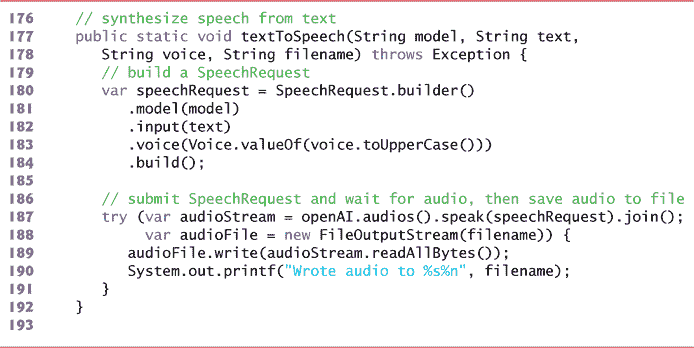 176 // synthesize speech from text
177 public static void textToSpeech(String model, String text,
178 String voice, String filename) throws Exception {
179 // build a SpeechRequest
180 var speechRequest = SpeechRequest.builder()
181 .model(model)
182 .input(text)
183 .voice(Voice.valueOf(voice.toUpperCase()))
184 .build();
185
186 // submit SpeechRequest and wait for audio, then save audio to file
187 try (var audioStream = openAI.audios().speak(speechRequest).join();
188 var audioFile = new FileOutputStream(filename)) {
189 audioFile.write(audioStream.readAllBytes());
190 System.out.printf("Wrote audio to %s%n", filename);
191 }
192 }
193